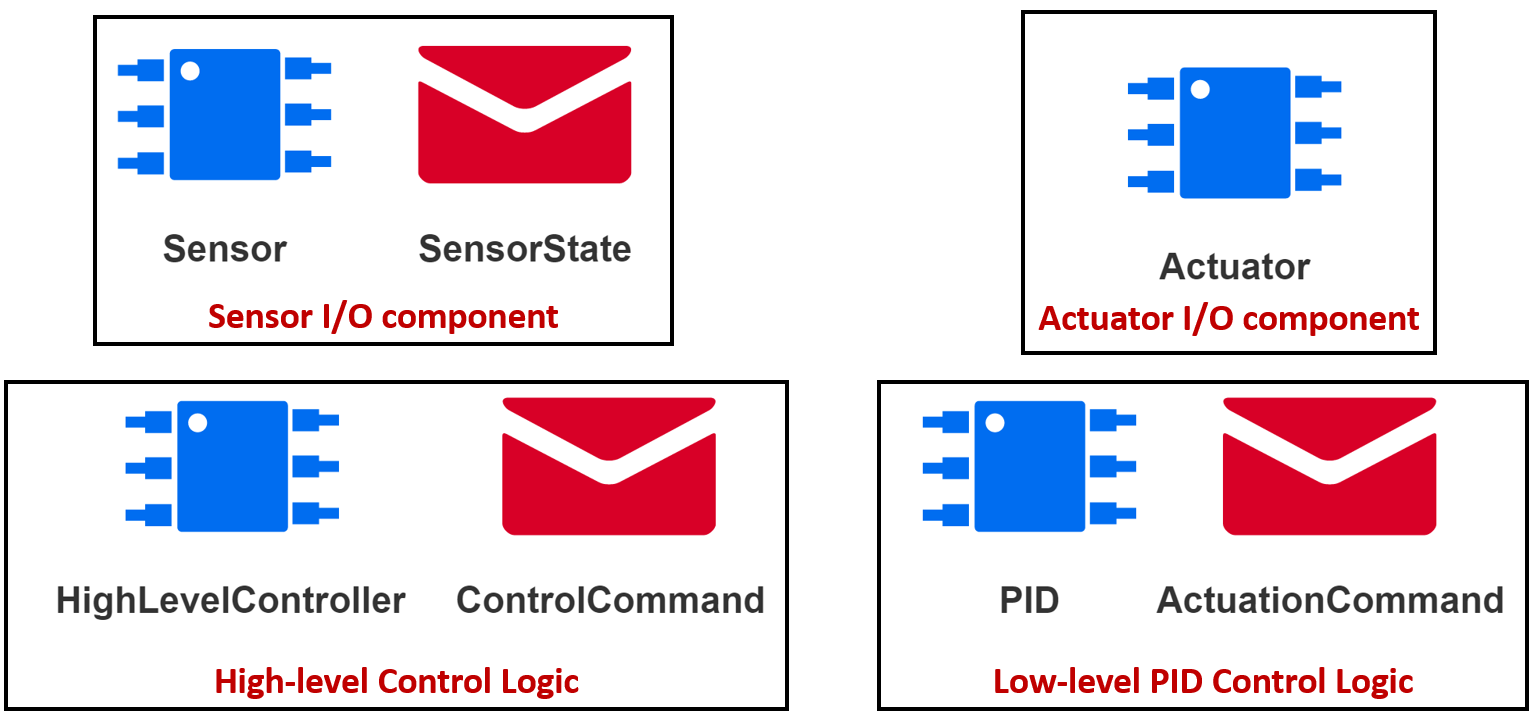 Sensor
SensorState
Sensor I/O component
Actuator
Actuator I/O component
HighLevelController
ControlCommand
High-level Control Logic
PID
ActuationCommand
Low-level PID Control Logic